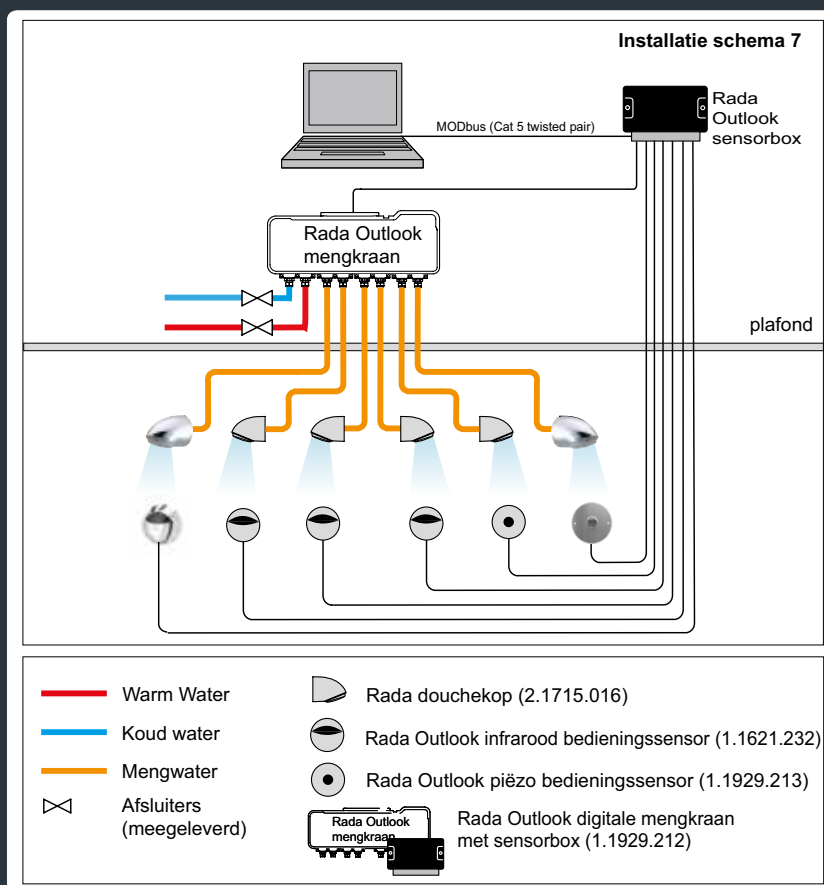 Installatie schema 7
Rada
Outlook
sensorbox
MODbus (Cat 5 twisted pair)
Rada Outlook
mengkraan
plafond
Warm Water
Koud water
Mengwater
Afsluiters
(meegeleverd)
Rada douchekop (2.1715.016)
Rada Outlook infrarood bedieningssensor (1.1621.232)
Rada Outlook piëzo bedieningssensor (1.1929.213)
Rada Outlook
mengkraan
Rada Outlook digitale mengkraan
met sensorbox (1.1929.212)